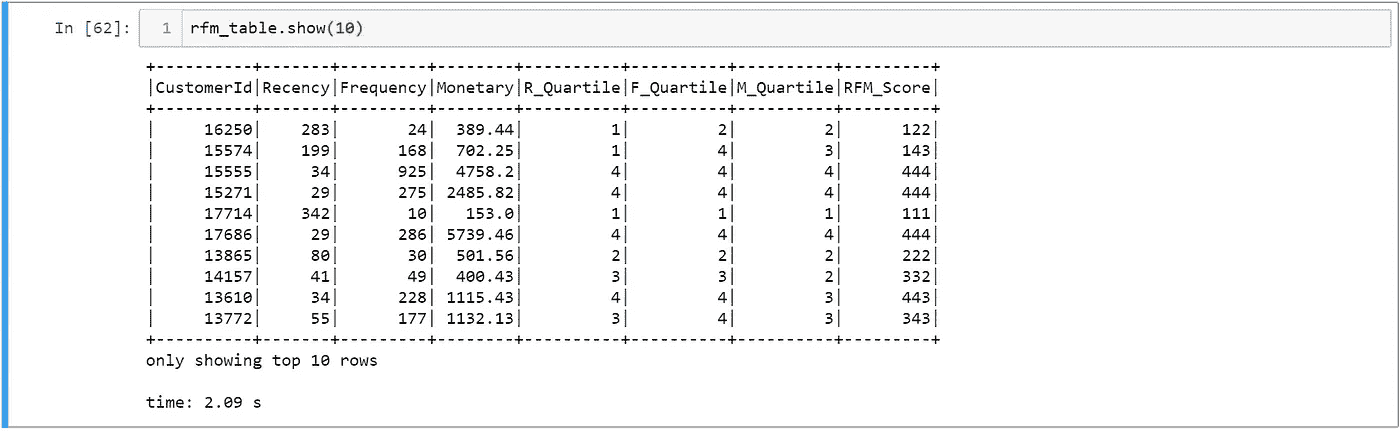 In [62]: 1 rfm_table.show(10)
+----------+-------+---------+--------+----------+----------+----------+---------+
|CustomerId|Recency|Frequency|Monetary|R_Quartile|F_Quartile|M_Quartile|RFM_Score|
+----------+-------+---------+--------+----------+----------+----------+---------+
|     16250|    283|       24|  389.44|         1|         2|         2|      122|
|     15574|    199|      168|  702.25|         1|         4|         3|      143|
|     15555|     34|      925|  4758.2|         4|         4|         4|      444|
|     15271|     29|      275| 2485.82|         4|         4|         4|      444|
|     17714|    342|       10|   153.0|         1|         1|         1|      111|
|     17686|     29|      286| 5739.46|         4|         4|         4|      444|
|     13865|     80|       30|  501.56|         2|         2|         2|      222|
|     14157|     41|       49|  400.43|         3|         3|         2|      332|
|     13610|     34|      228| 1115.43|         4|         4|         3|      443|
|     13772|     55|      177| 1132.13|         3|         4|         3|      343|
+----------+-------+---------+--------+----------+----------+----------+---------+
only showing top 10 rows
time: 2.09 s